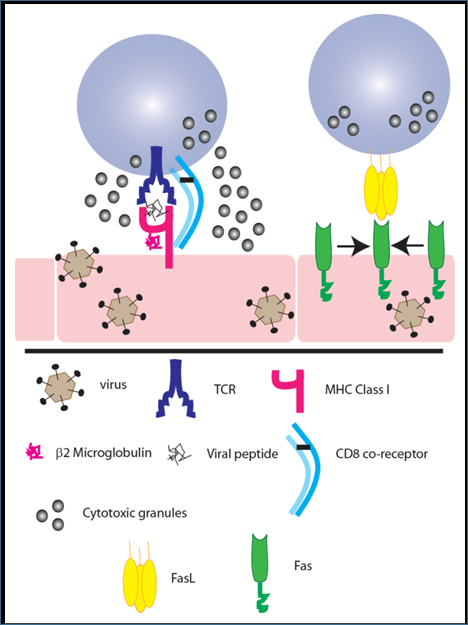 virus
TCR
MHC Class I
β2 Microglobulin
Viral peptide
CD8 co-receptor
Cytotoxic granules
FasL
Fas